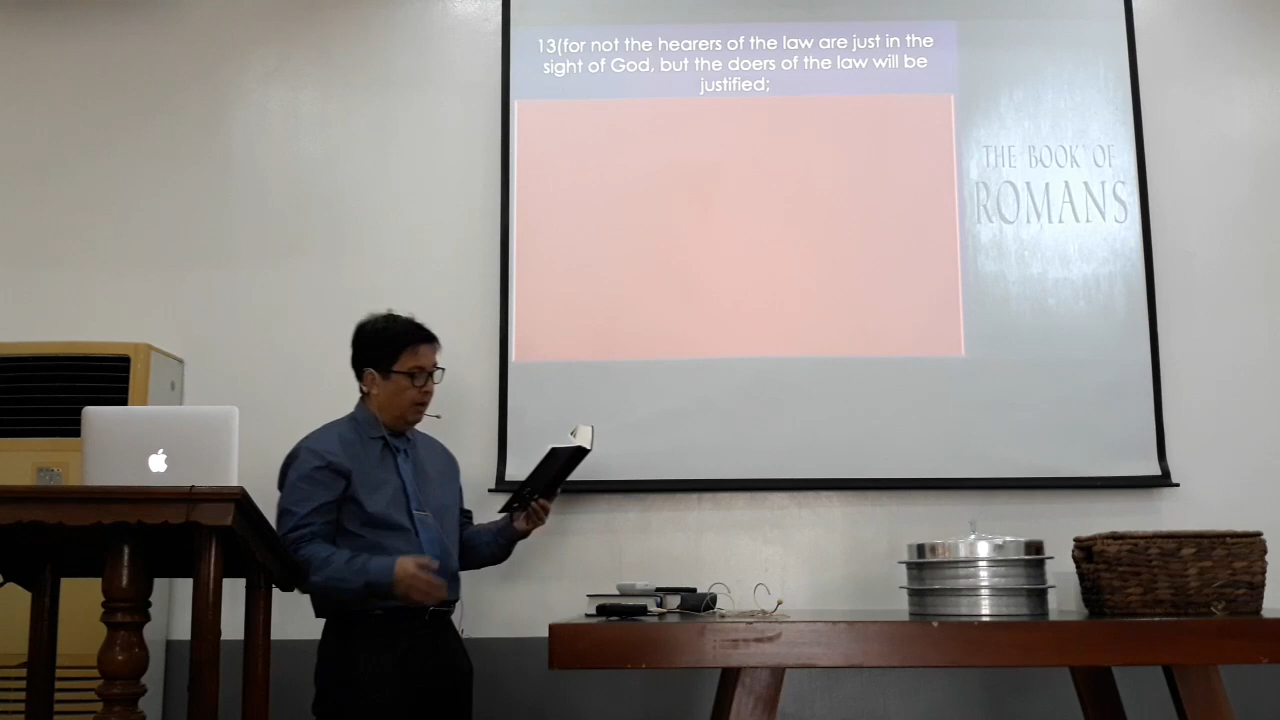 13(for not the hearers of the law are just in the
sight of God, but the doers of the law will be
justified;
THE BOOK OF
ROMANS